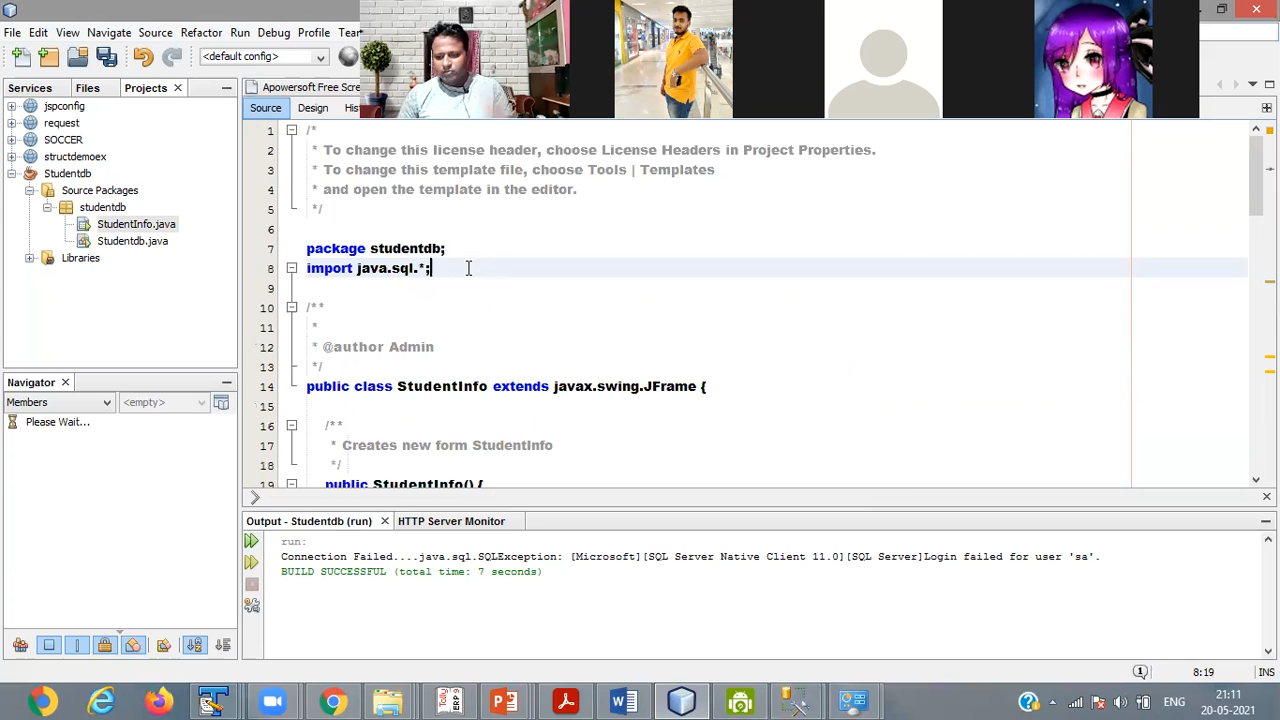 File Edit View Navigate Source Refactor Run Debug Profile Team
<default config>
Services Files Projects
Apowersoft Free Scre
Source Design His
jspconfig
request
SOCCER
structdemoex
Studentdb
Source Packages
studentdb
StudentInfo.java
Studentdb.java
Libraries
Navigator
Members <empty>
Please Wait...
1 /*
2 * To change this license header, choose License Headers in Project Properties.
3 * To change this template file, choose Tools | Templates
4 * and open the template in the editor.
5 */
6
7 package studentdb;
8 import java.sql.*;
9
10 /**
11 *
12 * @author Admin
13 */
14 public class StudentInfo extends javax.swing.JFrame {
15
16 /**
17 * Creates new form StudentInfo
18 */
19 public StudentInfo() {
Output - Studentdb (run) HTTP Server Monitor
run:
Connection Failed....java.sql.SQLException: [Microsoft][SQL Server Native Client 11.0][SQL Server]Login failed for user 'sa'.
BUILD SUCCESSFUL (total time: 7 seconds)
8:19 INS
ENG
21:11
20-05-2021